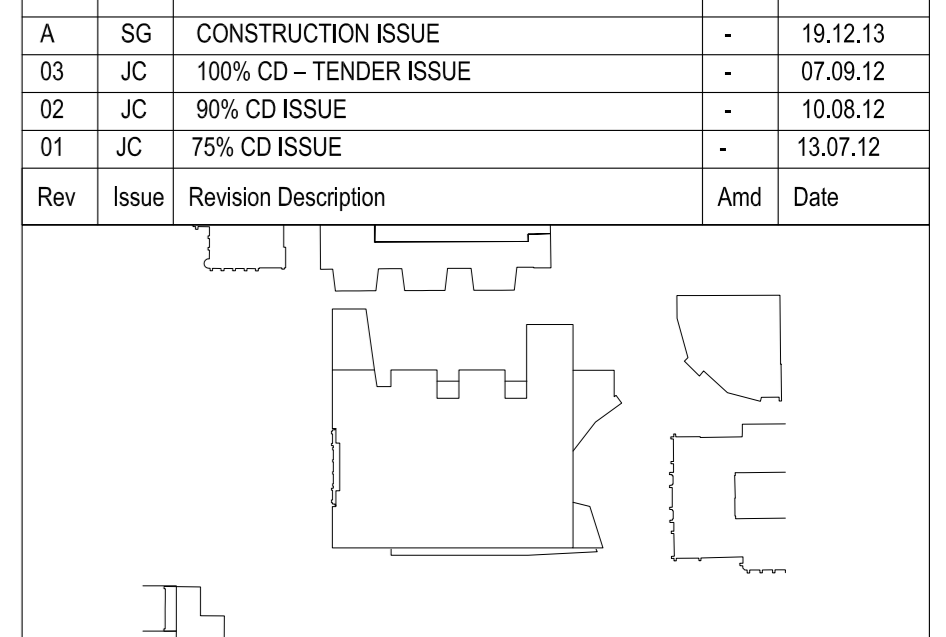 A SG CONSTRUCTION ISSUE - 19.12.13
03 JC 100% CD – TENDER ISSUE - 07.09.12
02 JC 90% CD ISSUE - 10.08.12
01 JC 75% CD ISSUE - 13.07.12
Rev Issue Revision Description Amd Date